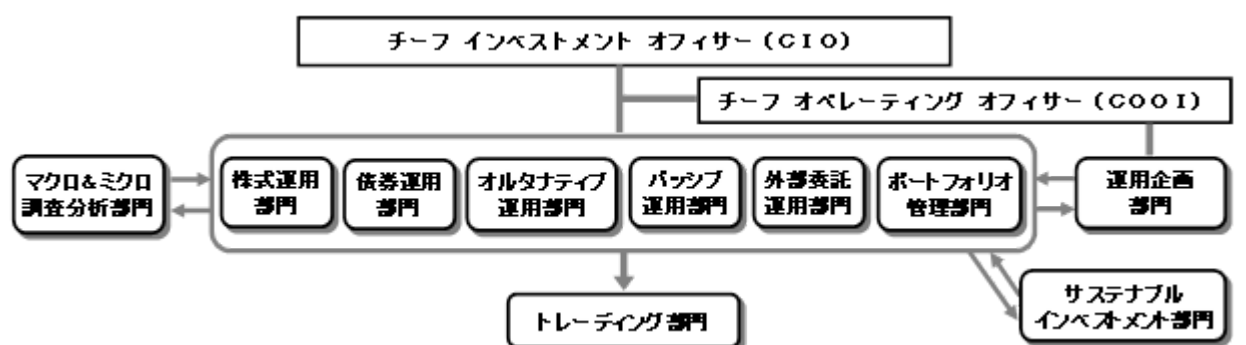 チーフ インベストメント オフィサー（CIO）
チーフ オペレーティング オフィサー（COOI）
マクロ＆ミクロ
調査分析部門
株式運用
部門
債券運用
部門
オルタナティブ
運用部門
パッシブ
運用部門
外部委託
運用部門
ポートフォリオ
管理部門
運用企画
部門
トレーディング部門
サステナブル
インベストメント部門